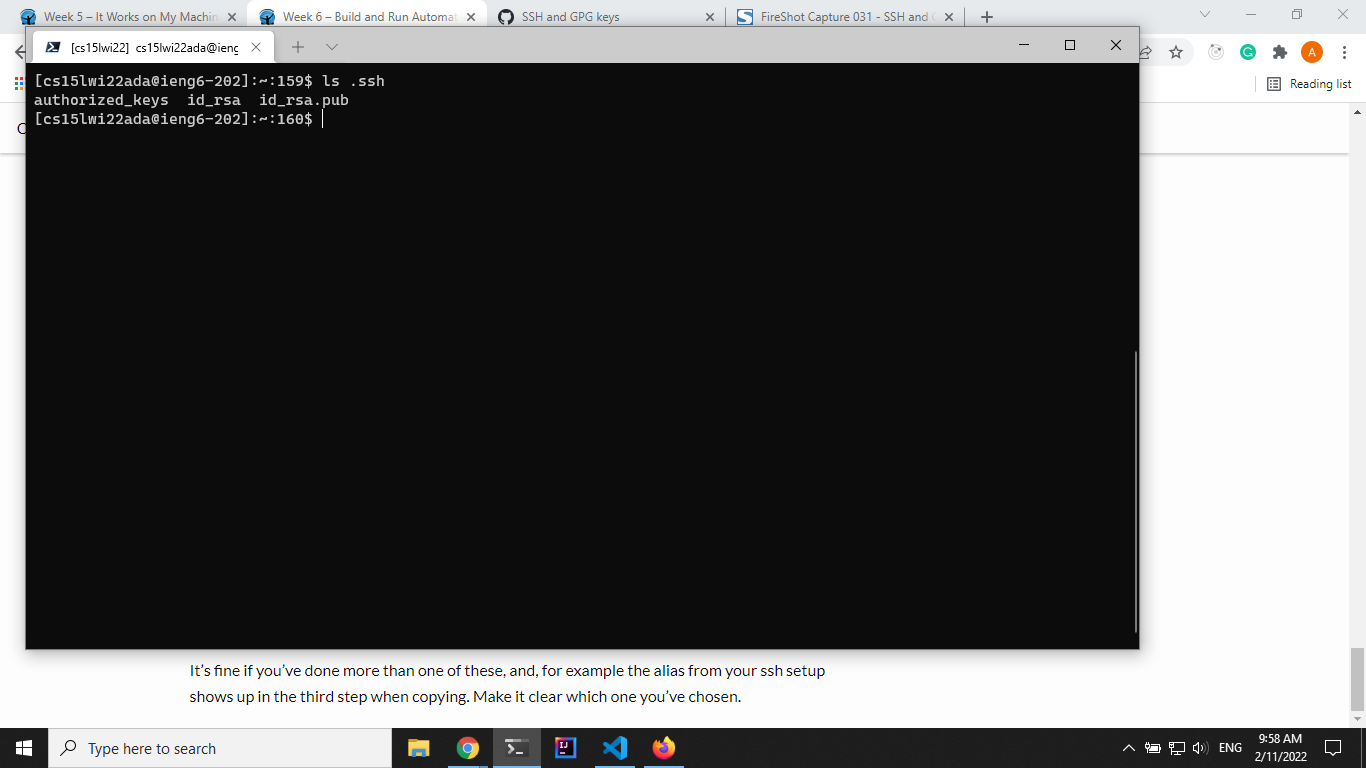 Week 5 – It Works on My Machin
Week 6 – Build and Run Automat
SSH and GPG keys
FireShot Capture 031 - SSH and
[cs15lwi22] cs15lwi22ada@ieng
A
Reading list
[cs15lwi22ada@ieng6-202]:~:159$ ls .ssh
authorized_keys id_rsa id_rsa.pub
[cs15lwi22ada@ieng6-202]:~:160$
It's fine if you've done more than one of these, and, for example the alias from your ssh setup
shows up in the third step when copying. Make it clear which one you've chosen.
Type here to search
ENG
9:58 AM
2/11/2022